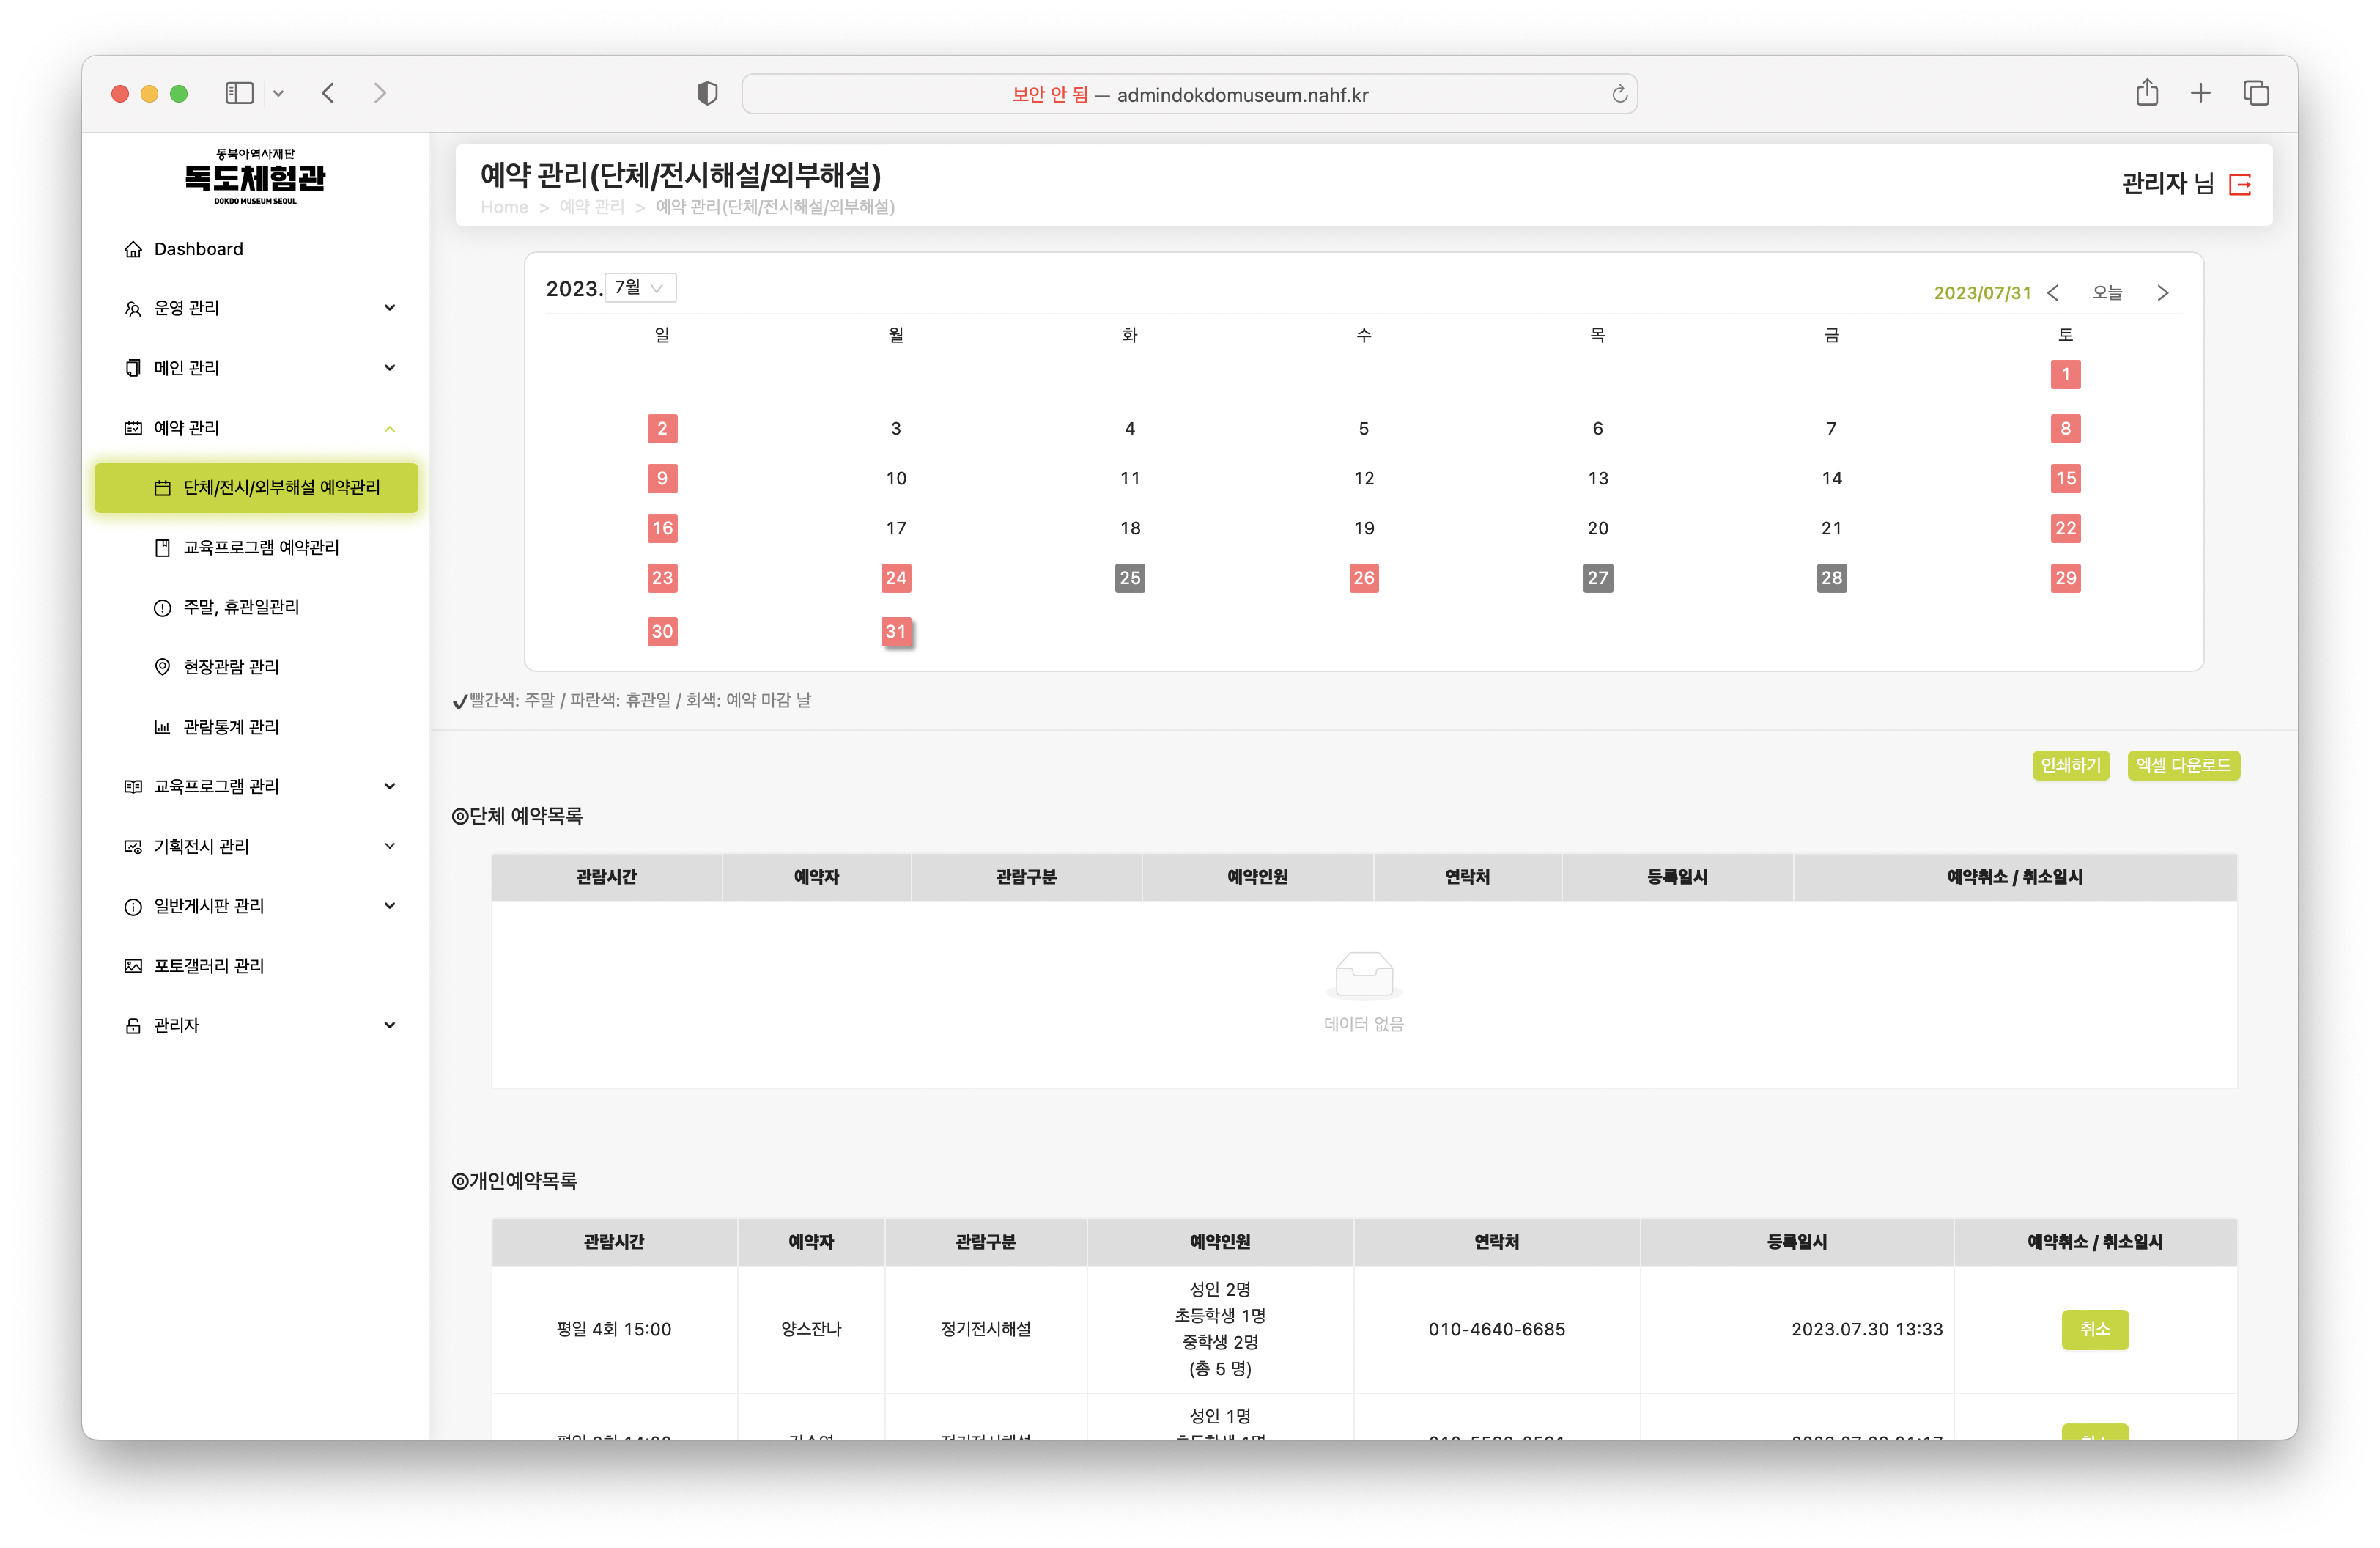 보안 안 됨 — admindokdomuseum.nahf.kr
동북아역사재단
독도체험관
DOKDO MUSEUM SEOUL
Dashboard
운영 관리
메인 관리
예약 관리
단체/전시/외부해설 예약관리
교육프로그램 예약관리
주말, 휴관일관리
현장관람 관리
관람통계 관리
교육프로그램 관리
기획전시 관리
일반게시판 관리
포토갤러리 관리
관리자
예약 관리(단체/전시해설/외부해설)
Home > 예약 관리 > 예약 관리(단체/전시해설/외부해설)
관리자 님
2023. 7월
2023/07/31 < 오늘 >
일 월 화 수 목 금 토
1
2 3 4 5 6 7 8
9 10 11 12 13 14 15
16 17 18 19 20 21 22
23 24 25 26 27 28 29
30 31
✔빨간색: 주말 / 파란색: 휴관일 / 회색: 예약 마감 날
인쇄하기 엑셀 다운로드
◎단체 예약목록
관람시간 예약자 관람구분 예약인원 연락처 등록일시 예약취소 / 취소일시
데이터 없음
◎개인예약목록
관람시간 예약자 관람구분 예약인원 연락처 등록일시 예약취소 / 취소일시
성인 2명
초등학생 1명
평일 4회 15:00 양스잔나 정기전시해설 010-4640-6685 2023.07.30 13:33 취소
중학생 2명
(총 5 명)
성인 1명